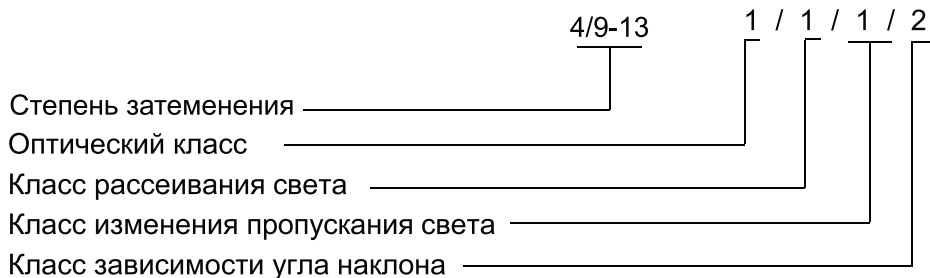 4/9-13 1 / 1 / 1 / 2
Степень затеменения
Оптический класс
Класс рассеивания света
Класс изменения пропускания света
Класс зависимости угла наклона